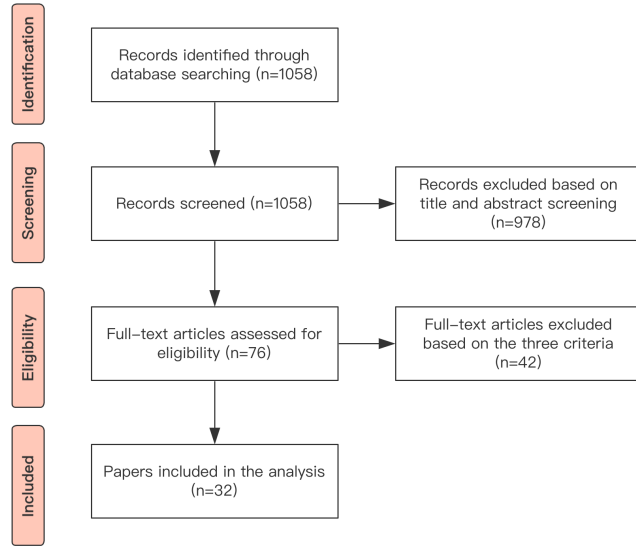 Identification
Records identified through
database searching (n=1058)
Screening
Records screened (n=1058)
Records excluded based on
title and abstract screening
(n=978)
Eligibility
Full-text articles assessed for
eligibility (n=76)
Full-text articles excluded
based on the three criteria
(n=42)
Included
Papers included in the analysis
(n=32)